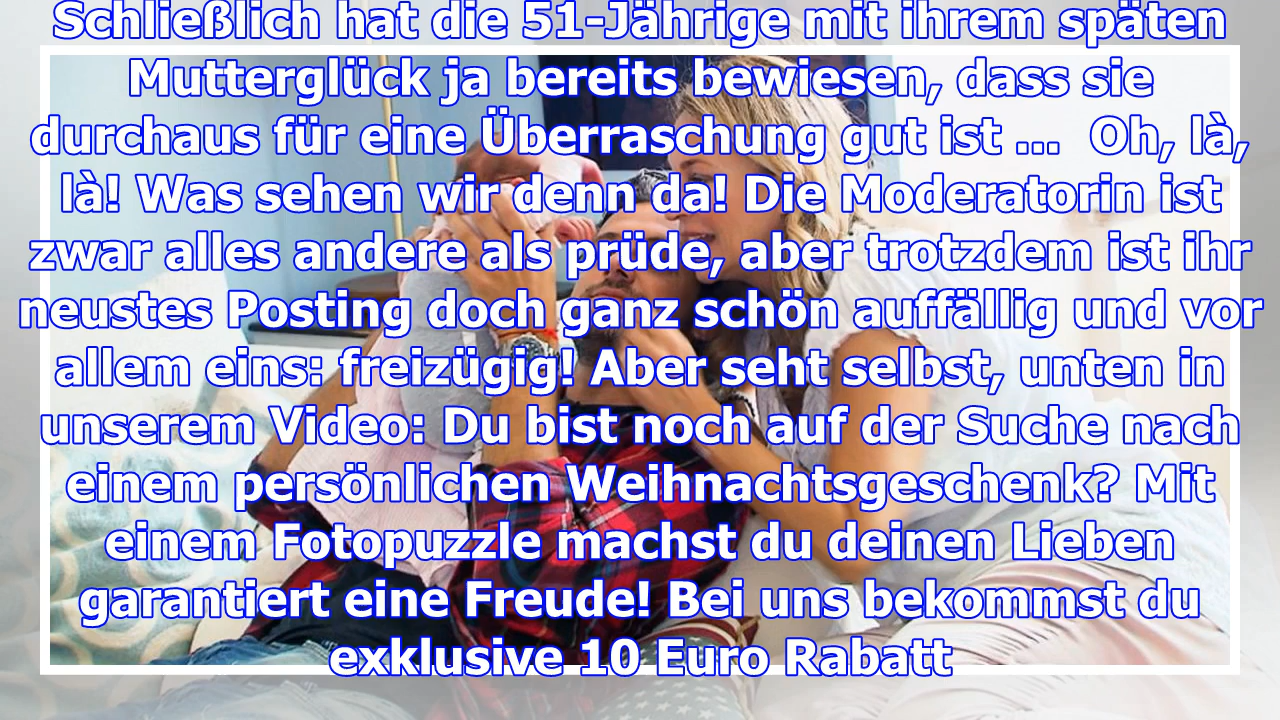 Schließlich hat die 51-Jährige mit ihrem späten
Mutterglück ja bereits bewiesen, dass sie
durchaus für eine Überraschung gut ist ...  Oh, là,
là! Was sehen wir denn da! Die Moderatorin ist
zwar alles andere als prüde, aber trotzdem ist ihr
neustes Posting doch ganz schön auffällig und vor
allem eins: freizügig! Aber seht selbst, unten in
unserem Video: Du bist noch auf der Suche nach
einem persönlichen Weihnachtsgeschenk? Mit
einem Fotopuzzle machst du deinen Lieben
garantiert eine Freude! Bei uns bekommst du
exklusive 10 Euro Rabatt